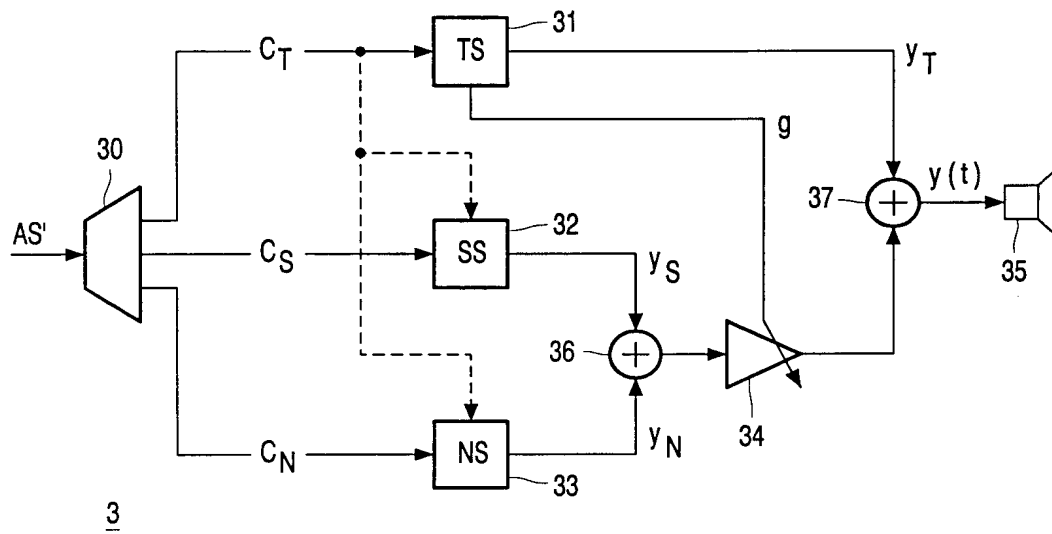 31
C_T
TS
y_T
g
30
AS'
C_S
32
SS
y_S
37
y(t)
35
36
34
C_N
NS
33
y_N
3